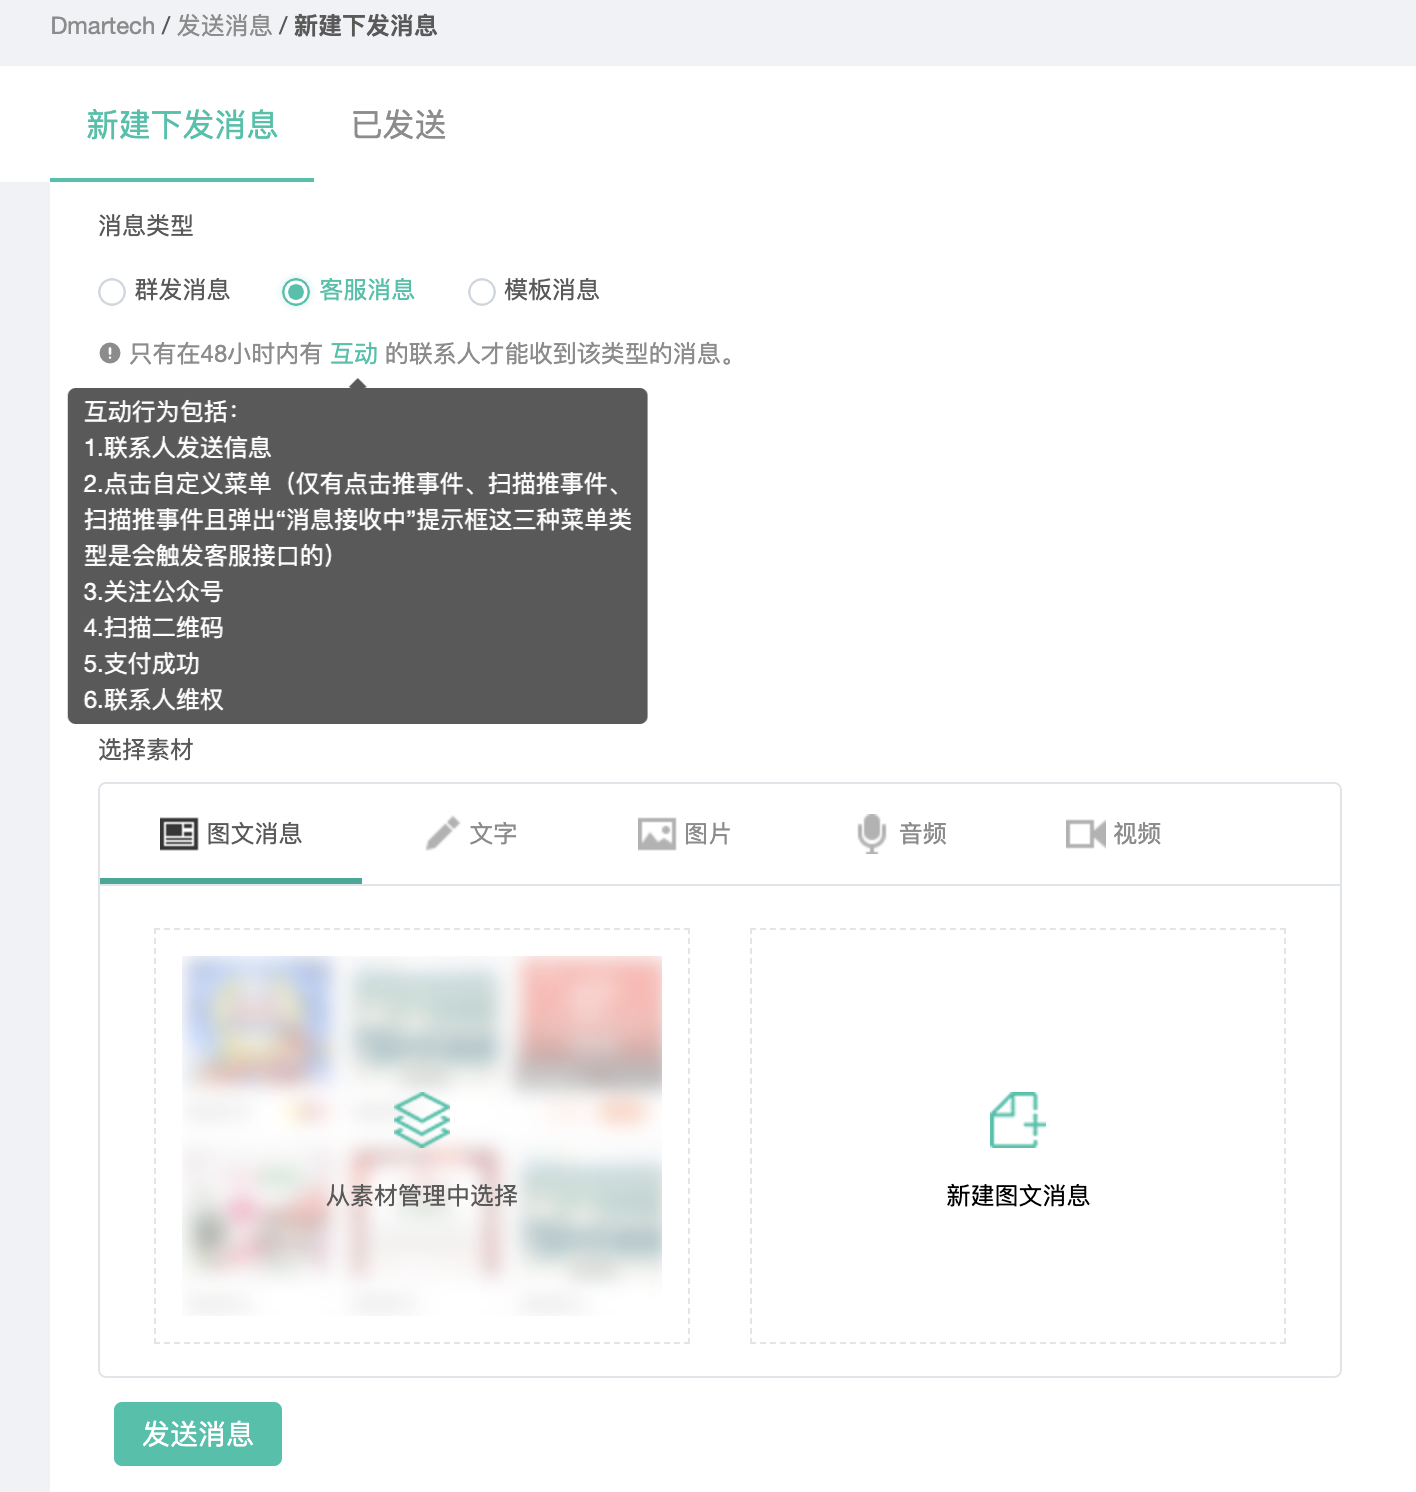 Dmartech / 发送消息 / 新建下发消息
新建下发消息 已发送
消息类型
群发消息 客服消息 模板消息
只有在48小时内有 互动 的联系人才能收到该类型的消息。
互动行为包括：
1.联系人发送信息
2.点击自定义菜单（仅有点击推事件、扫描推事件、
扫描推事件且弹出“消息接收中”提示框这三种菜单类
型是会触发客服接口的）
3.关注公众号
4.扫描二维码
5.支付成功
6.联系人维权
选择素材
图文消息 文字 图片 音频 视频
从素材管理中选择 新建图文消息
发送消息